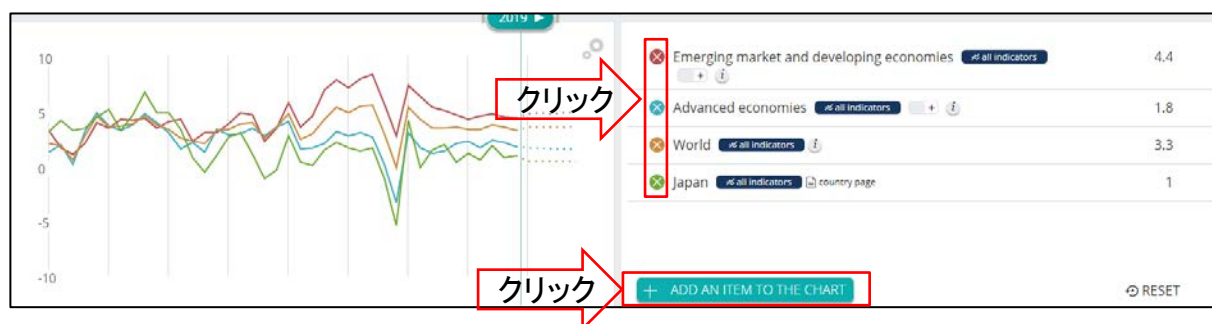 2019 ▶
10
5
0
-5
-10
クリック
クリック
Emerging market and developing economies all indicators 4.4
+ i
Advanced economies all indicators + i 1.8
World all indicators i 3.3
Japan all indicators country page 1
+ ADD AN ITEM TO THE CHART
RESET